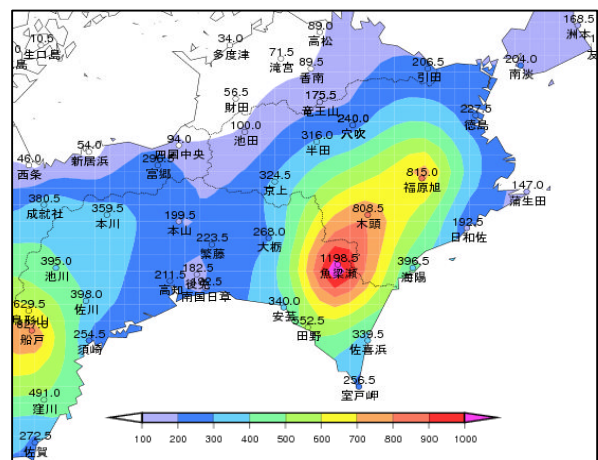 168.5
洲本
友
89.0
高松
10.5
生口島
島
34.0
多度津
71.5
滝宮
89.5
香南
206.5
引田
204.0
南淡
56.5
財田
175.5
竜王山
227.5
徳島
100.0
池田
240.0
穴吹
316.0
半田
54.0
新居浜
94.0
四国中央
富郷
46.0
西条
324.5
京上
815.0
福原旭
147.0
蒲生田
380.5
成就社
359.5
本川
199.5
本山
808.5
木頭
192.5
日和佐
223.5
繁藤
268.0
大栃
395.0
池川
211.5
高知
182.5
後免
南国日章
1198.5
魚梁瀬
396.5
海陽
398.0
佐川
340.0
安芸
629.5
鳥形山
船戸
254.5
須崎
552.5
田野
339.5
佐喜浜
256.5
室戸岬
491.0
窪川
272.5
佐賀
100 200 300 400 500 600 700 800 900 1000